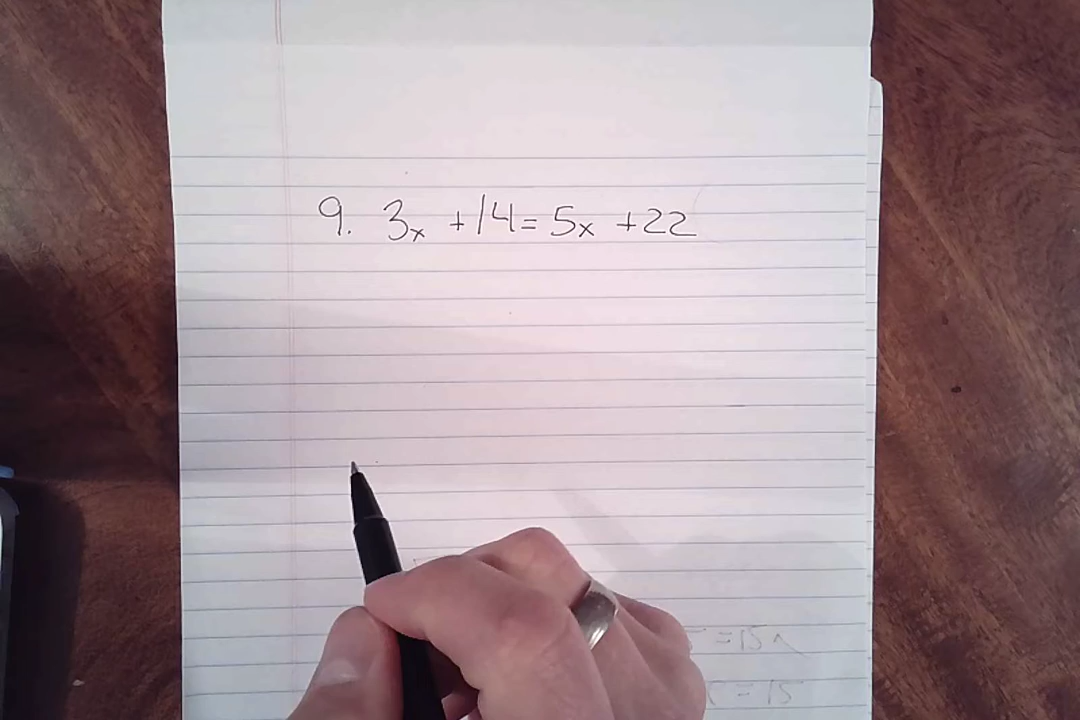 9. 3x +14= 5x +22